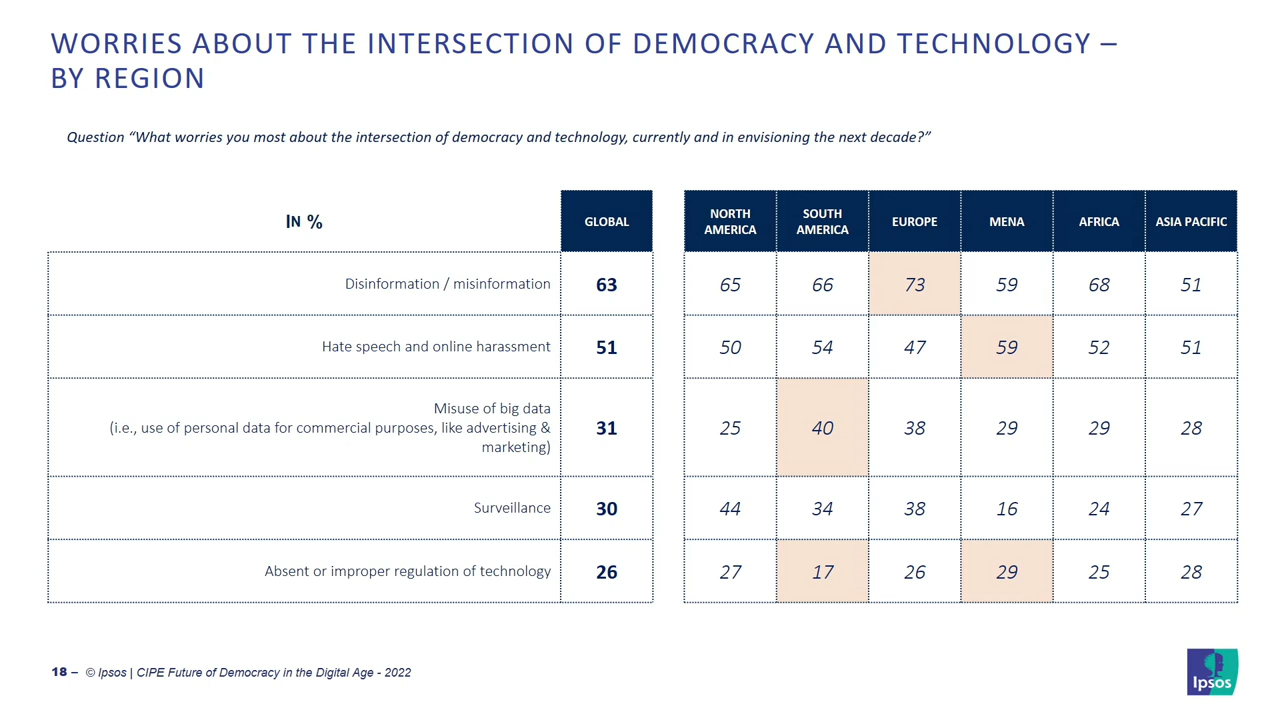 WORRIES ABOUT THE INTERSECTION OF DEMOCRACY AND TECHNOLOGY –
BY REGION
Question “What worries you most about the intersection of democracy and technology, currently and in envisioning the next decade?”
IN %
GLOBAL
NORTH
AMERICA
SOUTH
AMERICA
EUROPE
MENA
AFRICA
ASIA PACIFIC
Disinformation / misinformation
63
65
66
73
59
68
51
Hate speech and online harassment
51
50
54
47
59
52
51
Misuse of big data
(i.e., use of personal data for commercial purposes, like advertising &
marketing)
31
25
40
38
29
29
28
Surveillance
30
44
34
38
16
24
27
Absent or improper regulation of technology
26
27
17
26
29
25
28
18 – © Ipsos | CIPE Future of Democracy in the Digital Age - 2022
Ipsos